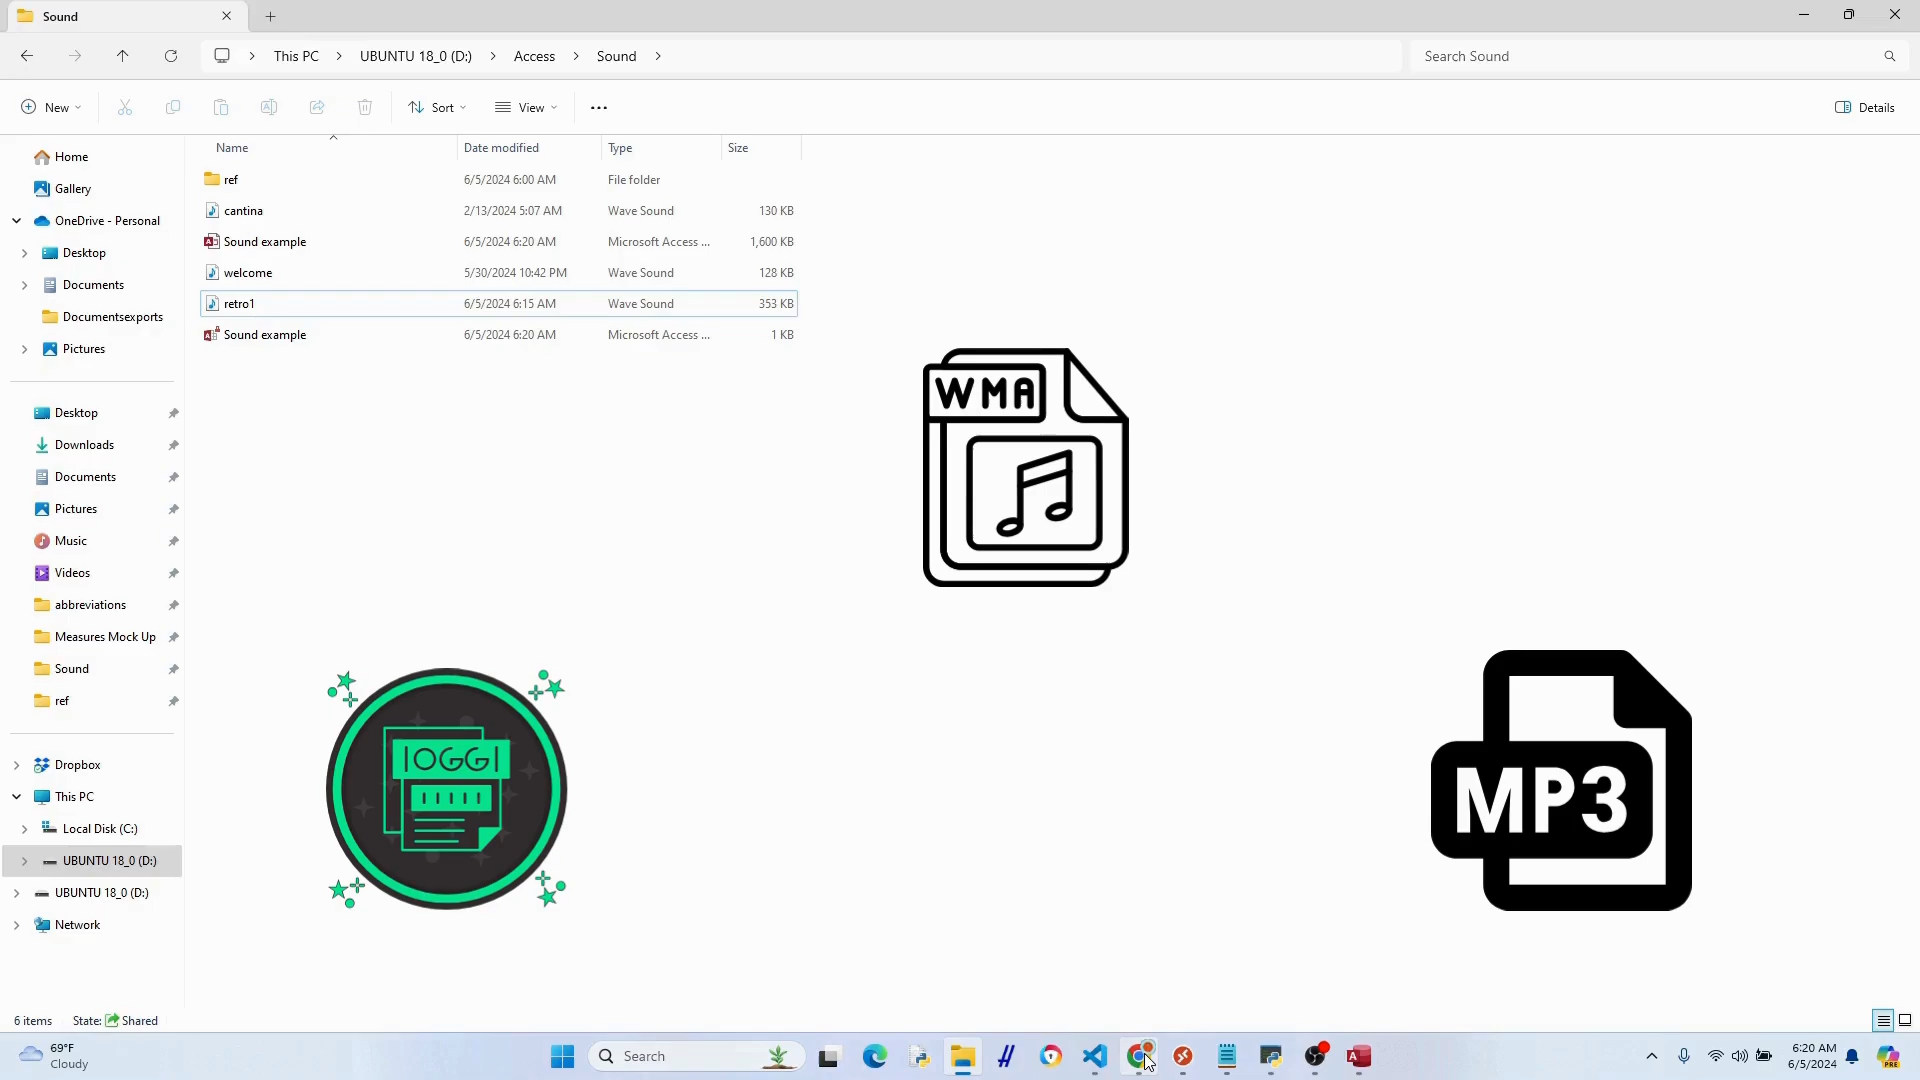 Sound
This PC
UBUNTU 18_0 (D:)
Access
Sound
Search Sound
New
Sort
View
Details
Name
Date modified
Type
Size
ref
6/5/2024 6:00 AM
File folder
cantina
2/13/2024 5:07 AM
Wave Sound
130 KB
Sound example
6/5/2024 6:20 AM
Microsoft Access ...
1,600 KB
welcome
5/30/2024 10:42 PM
Wave Sound
128 KB
retro1
6/5/2024 6:15 AM
Wave Sound
353 KB
Sound example
6/5/2024 6:20 AM
Microsoft Access ...
1 KB
Home
Gallery
OneDrive - Personal
Desktop
Documents
Documentsexports
Pictures
Desktop
Downloads
Documents
Pictures
Music
Videos
abbreviations
Measures Mock Up
Sound
ref
Dropbox
This PC
Local Disk (C:)
UBUNTU 18_0 (D:)
UBUNTU 18_0 (D:)
Network
WMA
OGG
MP3
6 items
State:
Shared
69°F
Cloudy
Search
6:20 AM
6/5/2024
PRE